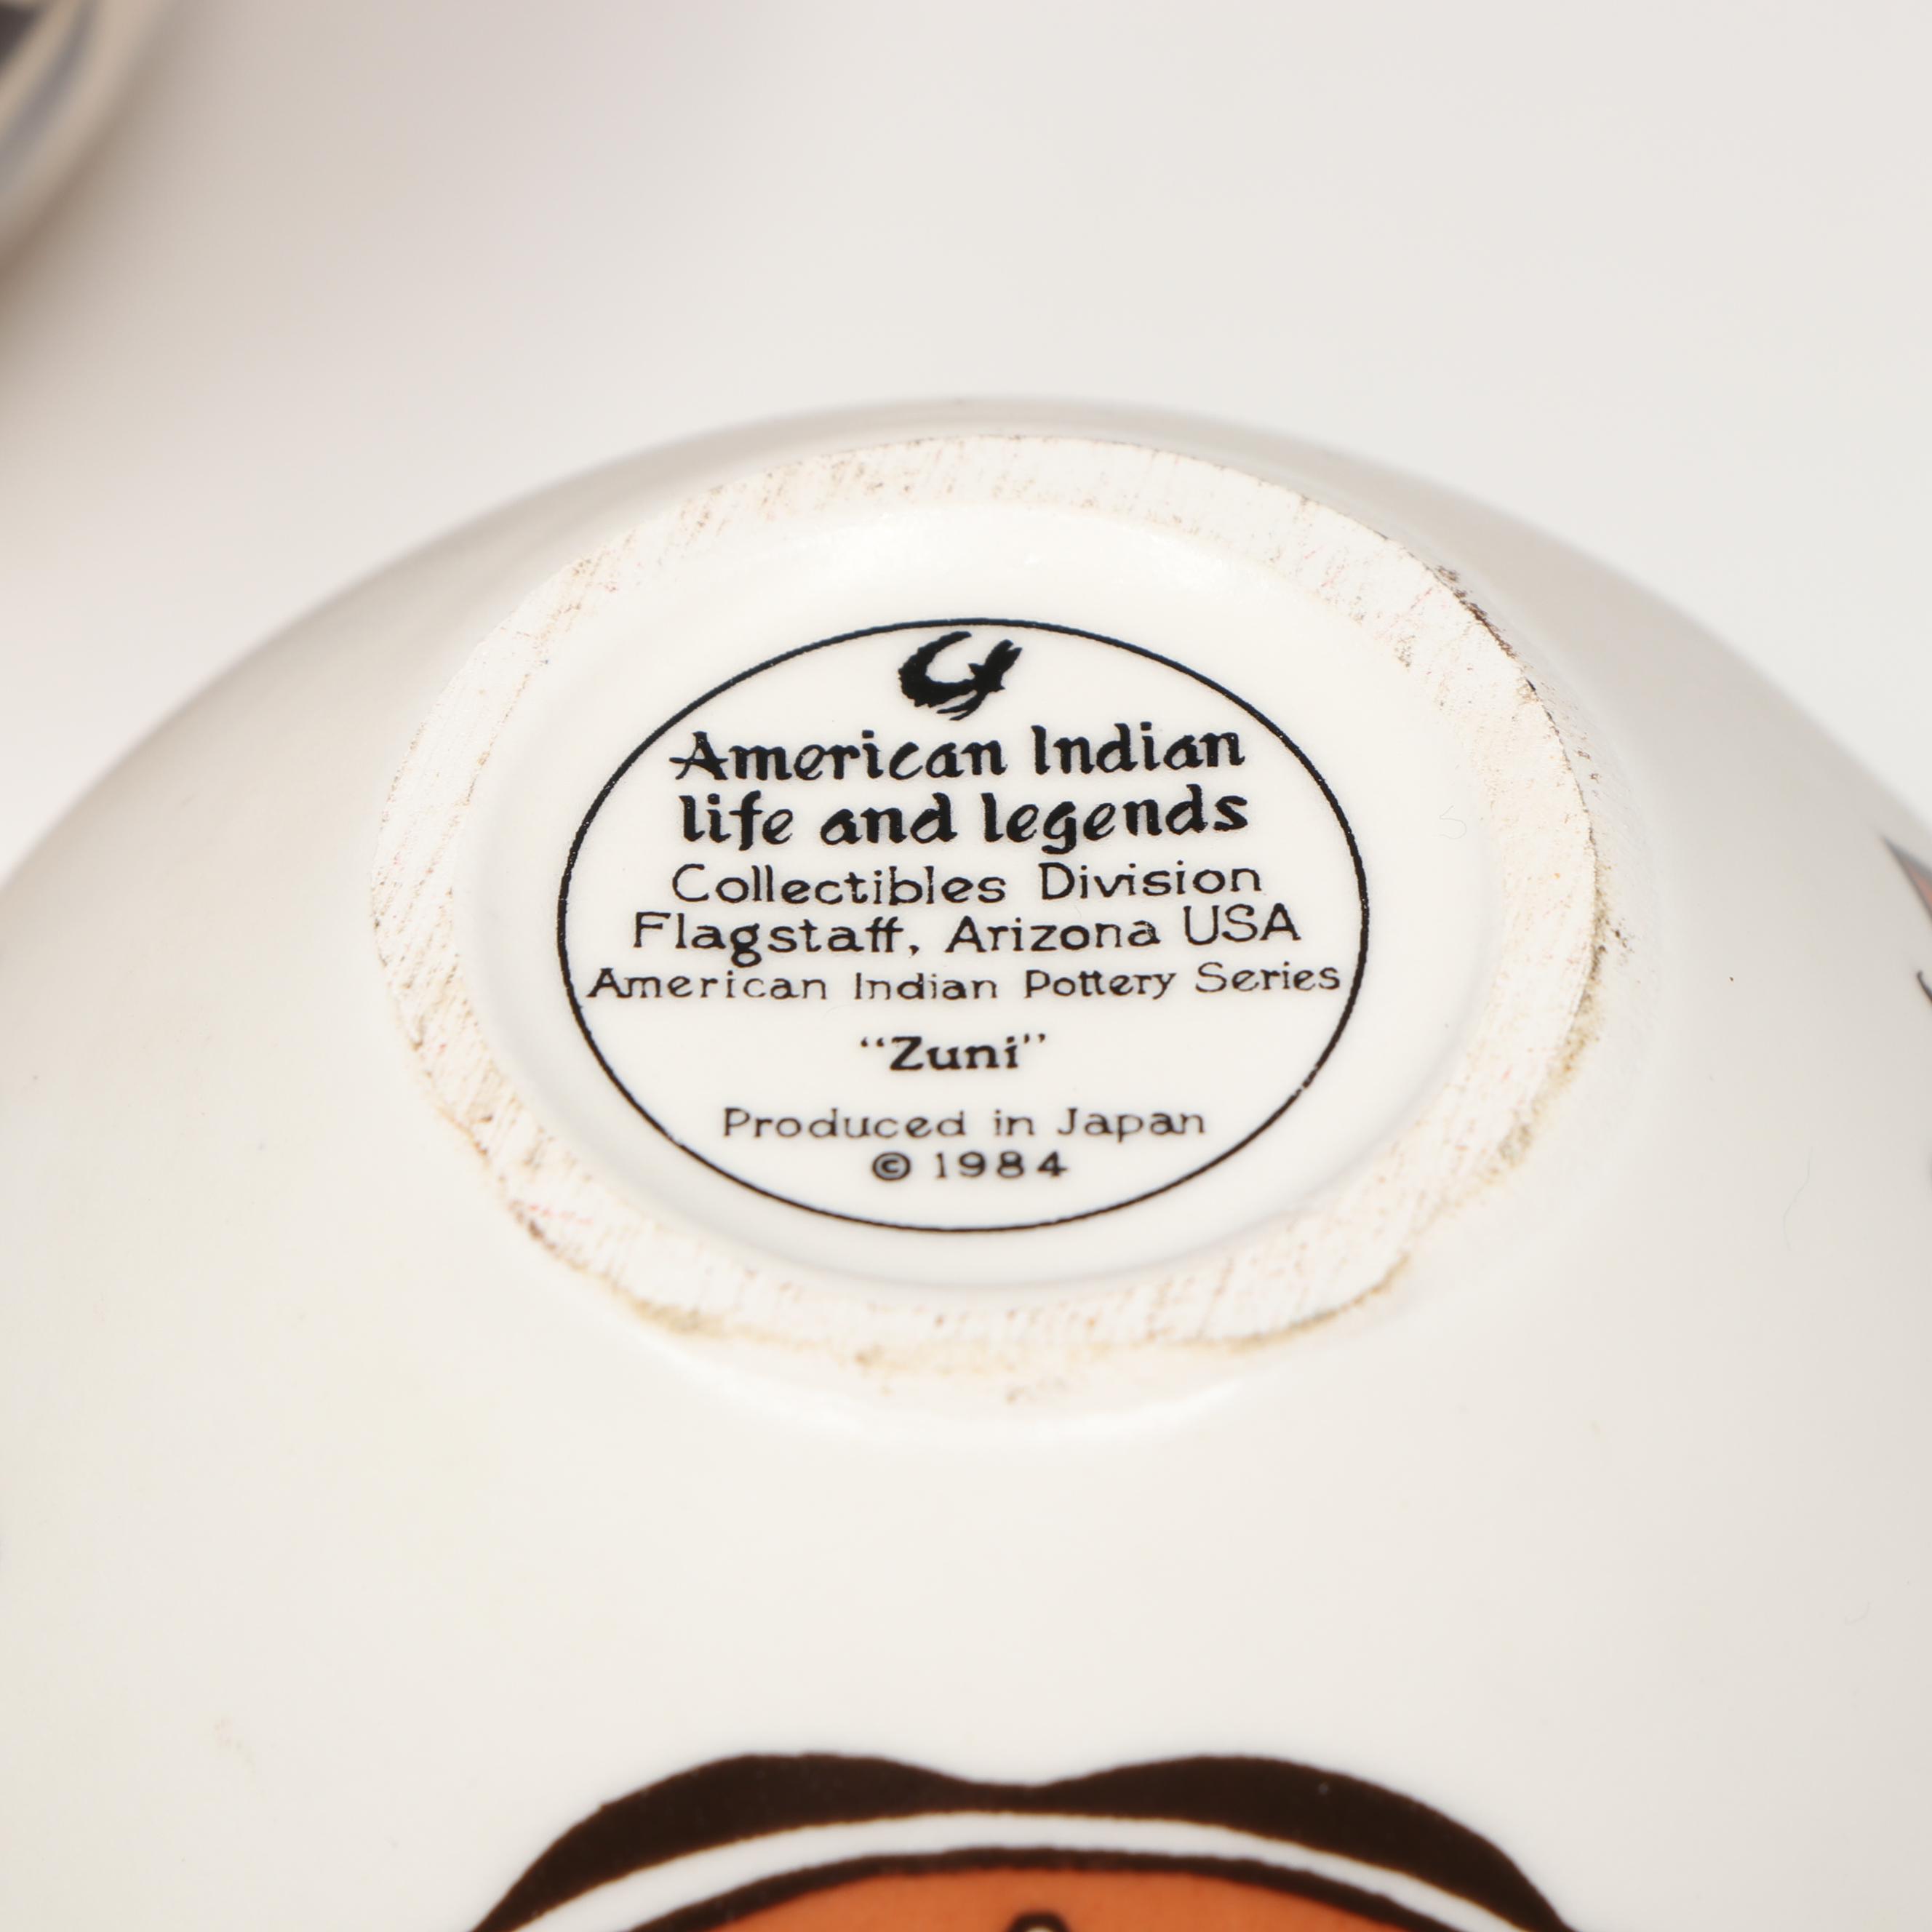 American Indian
life and legends
Collectibles Division
Flagstaff, Arizona USA
American Indian Pottery Series
“Zuni”
Produced in Japan
© 1984